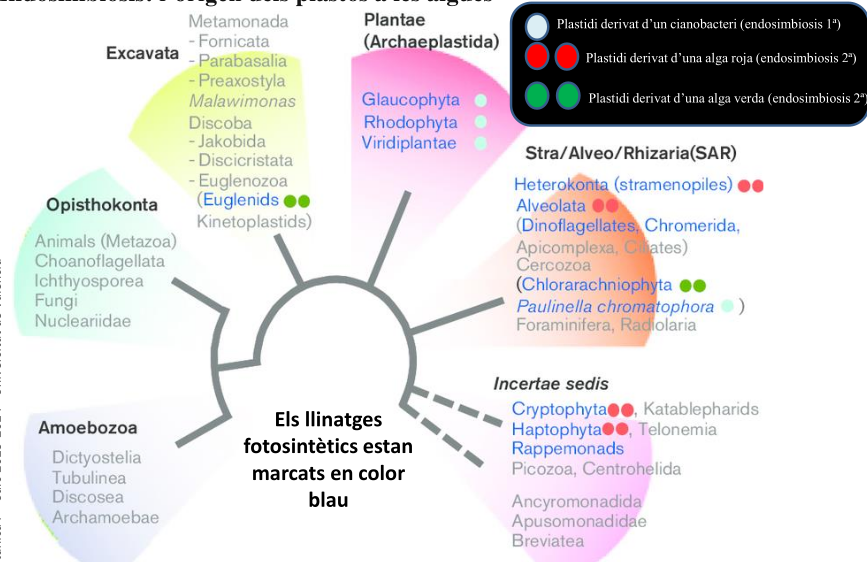 Endosimbiosi: l'origen dels plastos a les algues
Plastidi derivat d'un cianobacteri (endosimbiosis 1ª)
Plastidi derivat d'una alga roja (endosimbiosis 2ª)
Plastidi derivat d'una alga verda (endosimbiosis 2ª)
Excavata
Metamonada
- Fornicata
- Parabasalia
- Preaxostyla
Malawimonas
Discoba
- Jakobida
- Discicristata
- Euglenozoa
(Euglenids
Kinetoplastids)
Plantae
(Archaeplastida)
Glaucophyta
Rhodophyta
Viridiplantae
Stra/Alveo/Rhizaria(SAR)
Heterokonta (stramenopiles)
Alveolata
(Dinoflagellates, Chromerida,
Apicomplexa, Ciliates)
Cercozoa
(Chlorarachniophyta
Paulinella chromatophora )
Foraminifera, Radiolaria
Opisthokonta
Animals (Metazoa)
Choanoflagellata
Ichthyosporea
Fungi
Nucleariidae
Amoebozoa
Dictyostelia
Tubulinea
Discosea
Archamoebae
Els llinatges
fotosintètics estan
marcats en color
blau
Incertae sedis
Cryptophyta, Katablepharids
Haptophyta, Telonemia
Rappemonads
Picozoa, Centrohelida
Ancyromonadida
Apusomonadidae
Breviatea